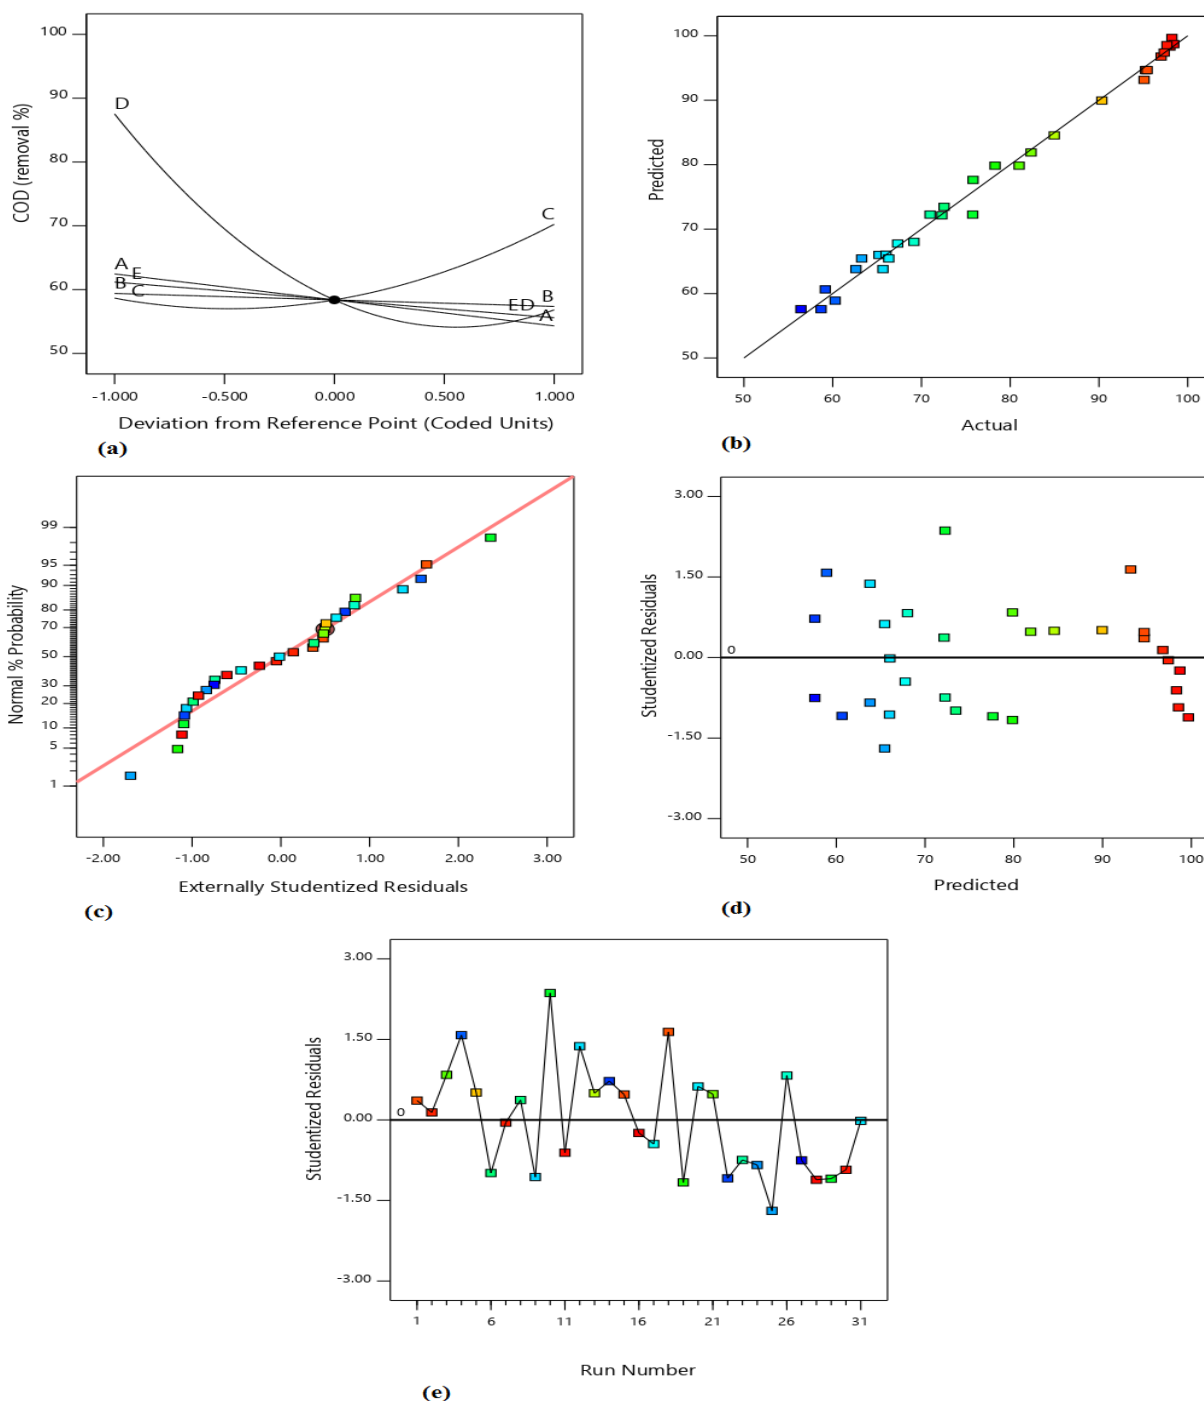 COD (removal %)
100
90
80
70
60
50
D
A
E
B
C
C
B
ED
A
-1.000
-0.500
0.000
0.500
1.000
Deviation from Reference Point (Coded Units)
(a)
Predicted
100
90
80
70
60
50
50
60
70
80
90
100
Actual
(b)
Normal % Probability
99
95
90
80
70
50
30
20
10
5
1
-2.00
-1.00
0.00
1.00
2.00
3.00
Externally Studentized Residuals
(c)
Studentized Residuals
3.00
1.50
0.00
-1.50
-3.00
0
50
60
70
80
90
100
Predicted
(d)
Studentized Residuals
3.00
1.50
0.00
-1.50
-3.00
0
1
6
11
16
21
26
31
Run Number
(e)